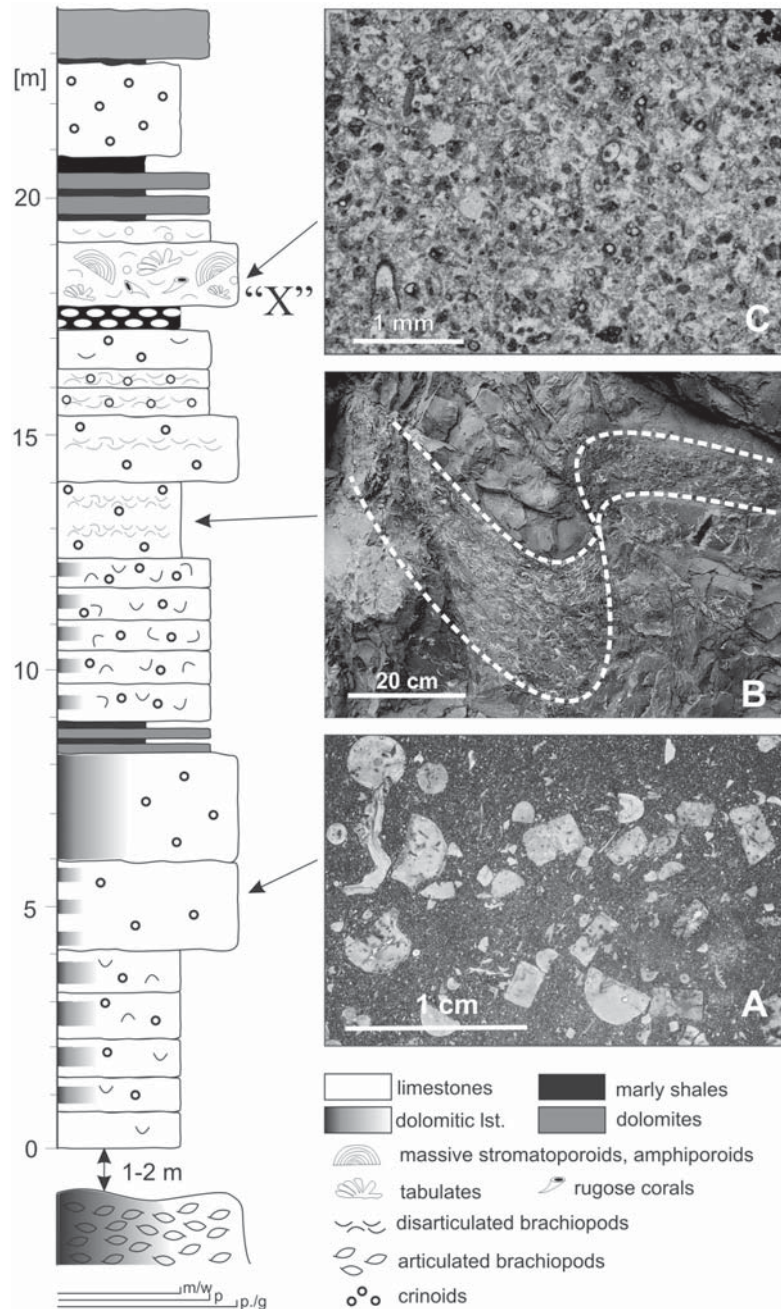 [m]
20
15
10
5
0
1-2 m
m/w
p
p./g
“X”
C
1 mm
B
20 cm
A
1 cm
limestones
marly shales
dolomitic lst.
dolomites
massive stromatoporoids, amphiporoids
tabulates
rugose corals
disarticulated brachiopods
articulated brachiopods
crinoids